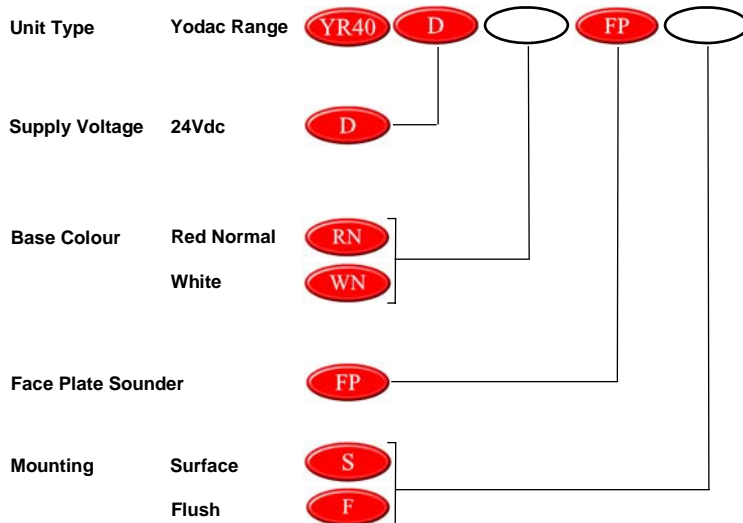 Unit Type Yodac Range YR40 D FP
Supply Voltage 24Vdc D
Base Colour Red Normal RN
White WN
Face Plate Sounder FP
Mounting Surface S
Flush F